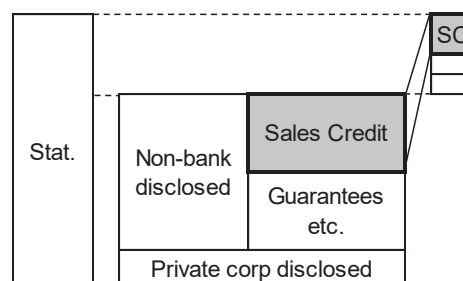 SC
Sales Credit
Stat.
Non-bank
disclosed
Guarantees
etc.
Private corp disclosed